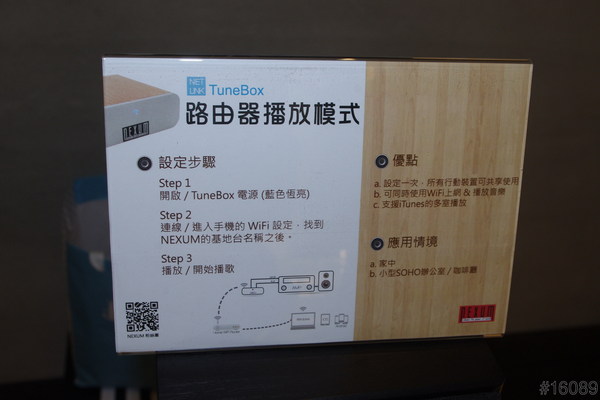 NET
LINK
TuneBox
路由器播放模式
NEXUM
設定步驟
Step 1
開啟 / TuneBox 電源 (藍色恆亮)
Step 2
連線 / 進入手機的 WiFi 設定，找到
NEXUM的基地台名稱之後。
Step 3
播放 / 開始播歌
優點
a. 設定一次，所有行動裝置可共享使用
b. 可同時使用WiFi上網 & 播放音樂
c. 支援iTunes的多室播放
應用情境
a. 家中
b. 小型SOHO辦公室 / 咖啡廳
NEXUM
NEXUM
#16089